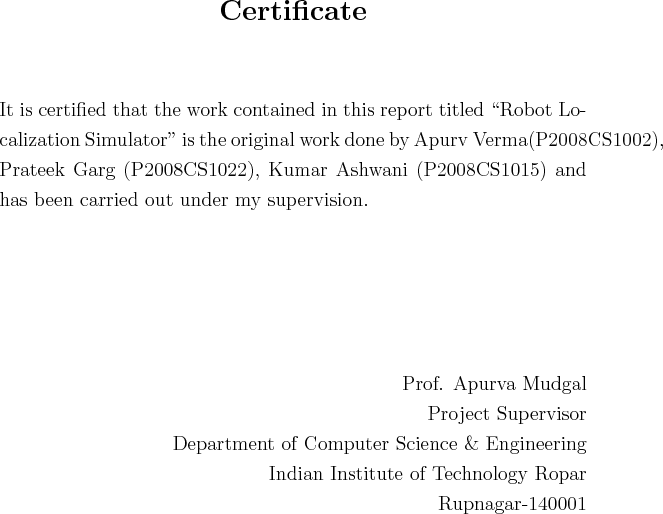 Certificate
It is certified that the work contained in this report titled “Robot Lo-
calization Simulator” is the original work done by Apurv Verma(P2008CS1002),
Prateek Garg (P2008CS1022), Kumar Ashwani (P2008CS1015) and
has been carried out under my supervision.
Prof. Apurva Mudgal
Project Supervisor
Department of Computer Science & Engineering
Indian Institute of Technology Ropar
Rupnagar-140001